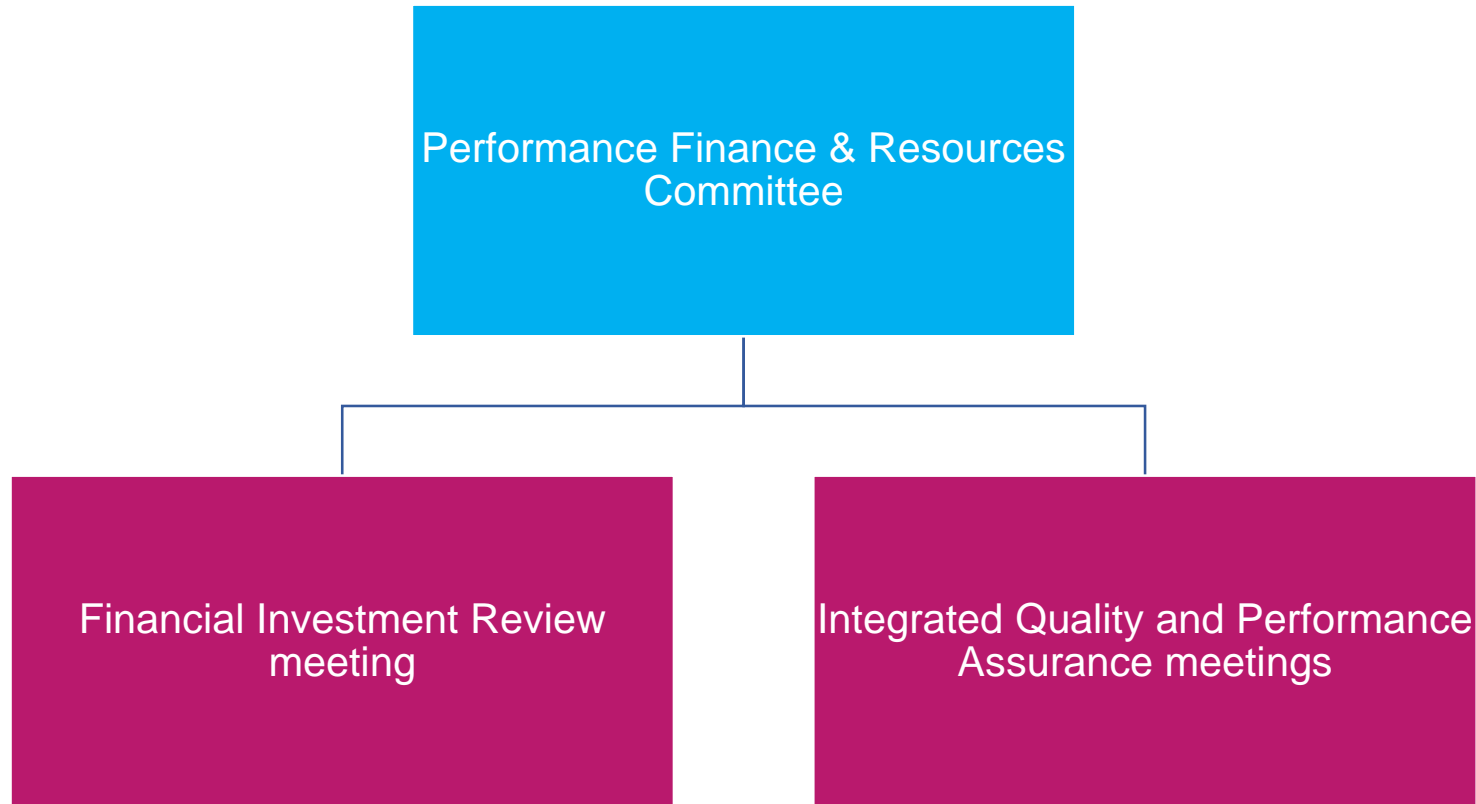 Performance Finance & Resources
Committee
Financial Investment Review
meeting
Integrated Quality and Performance
Assurance meetings